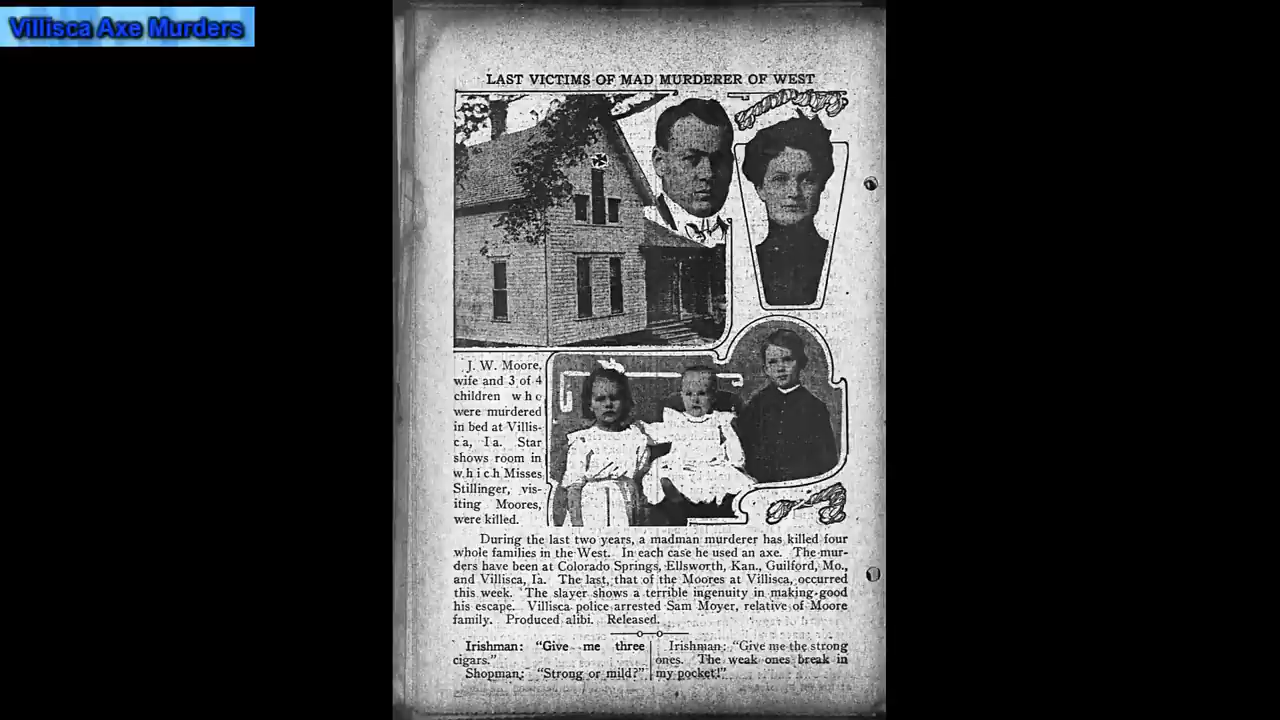 Villisca Axe Murders
LAST VICTIMS OF MAD MURDERER OF WEST
J. W. Moore,
wife and 3 of 4
children who
were murdered
in bed at Villis-
ca, Ia. Star
shows room in
which Misses
Stillinger, vis-
iting Moores,
were killed.
During the last two years, a madman murderer has killed four
whole families in the West. In each case he used an axe. The mur-
ders have been at Colorado Springs, Ellsworth, Kan., Guilford, Mo.,
and Villisca, Ia. The last, that of the Moores at Villisca, occurred
this week. The slayer shows a terrible ingenuity in making good
his escape. Villisca police arrested Sam Moyer, relative of Moore
family. Produced alibi. Released.
Irishman: "Give me three
cigars."
Shopman: "Strong or mild?"
Irishman: "Give me the strong
ones. The weak ones break in
my pocket!"